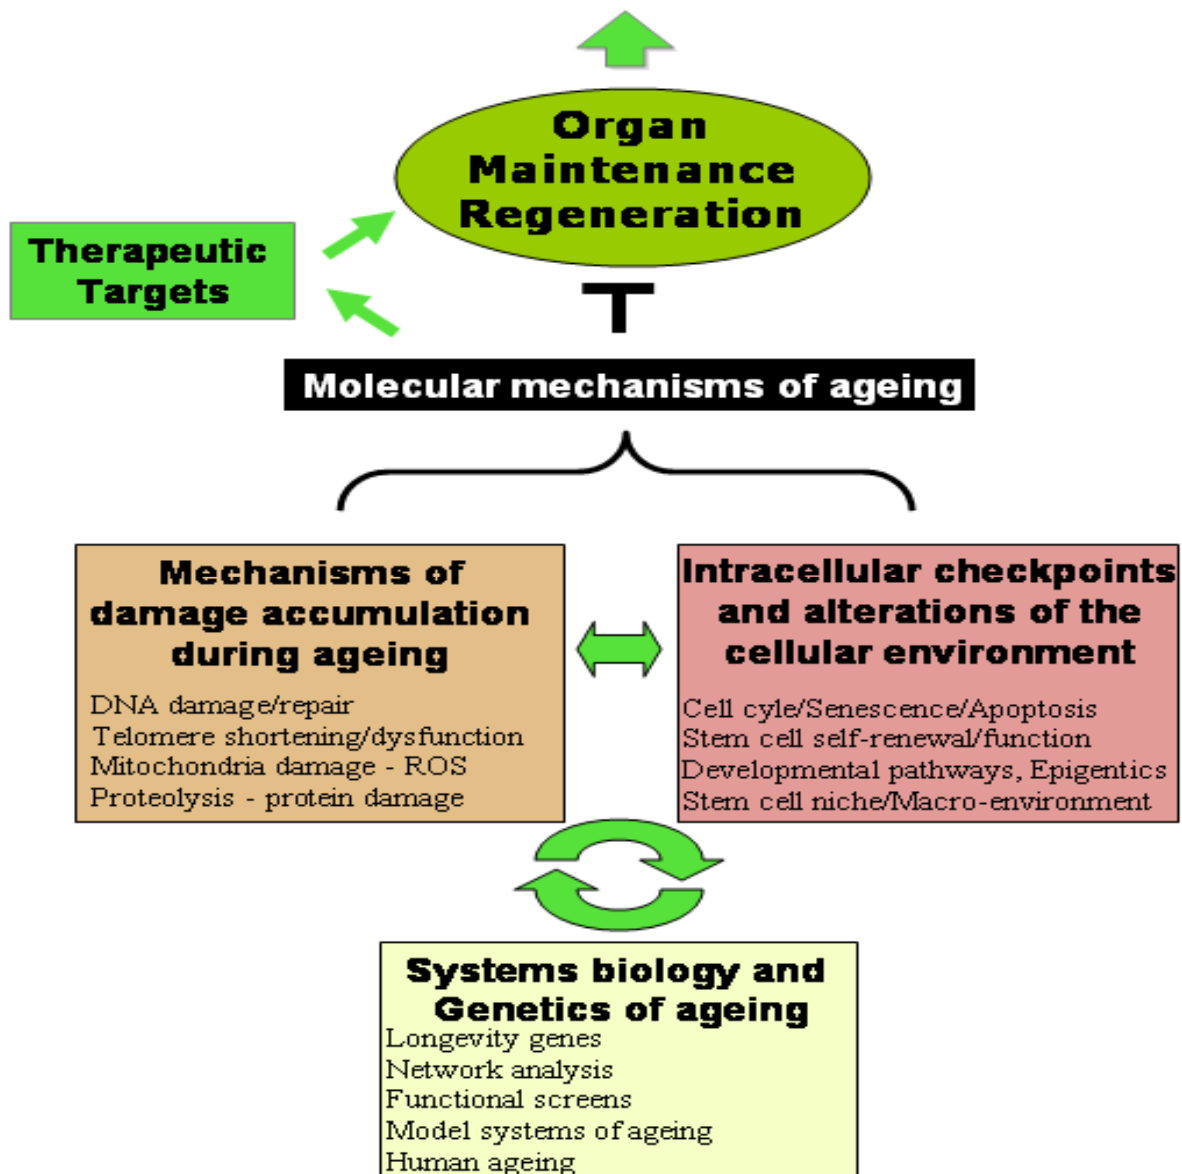 Organ
Maintenance
Regeneration
Therapeutic
Targets
Molecular mechanisms of ageing
Mechanisms of
damage accumulation
during ageing
DNA damage/repair
Telomere shortening/dysfunction
Mitochondria damage - ROS
Proteolysis - protein damage
Intracellular checkpoints
and alterations of the
cellular environment
Cell cyle/Senescence/Apoptosis
Stem cell self-renewal/function
Developmental pathways, Epigentics
Stem cell niche/Macro-environment
Systems biology and
Genetics of ageing
Longevity genes
Network analysis
Functional screens
Model systems of ageing
Human ageing